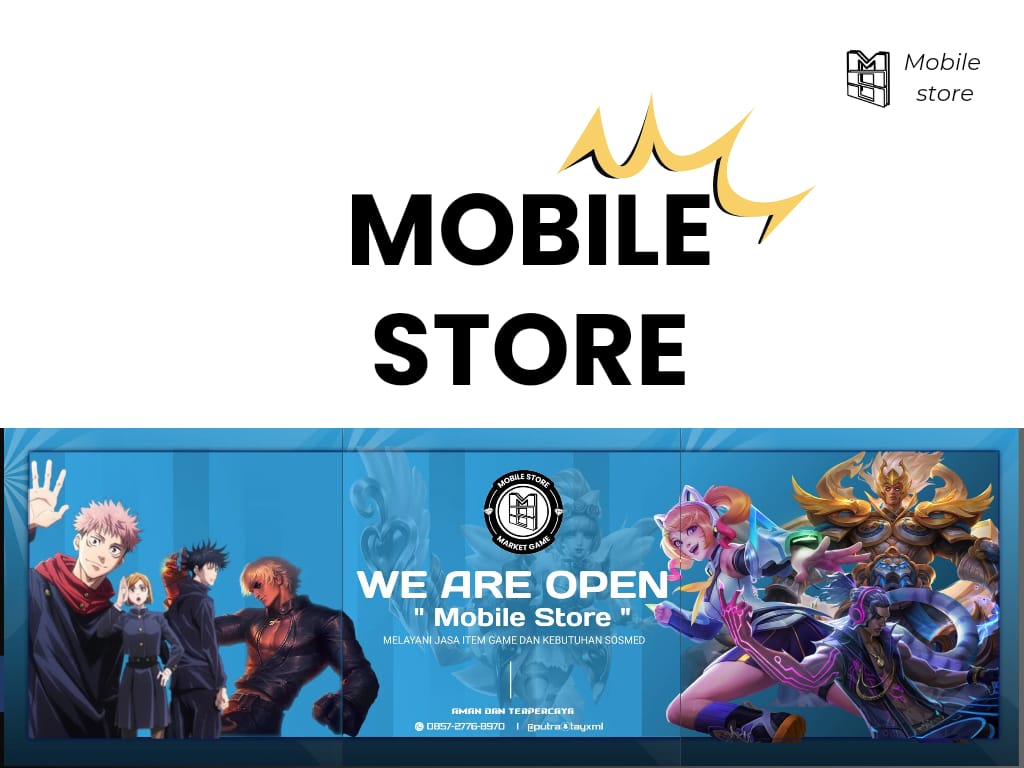 Mobile
store
MOBILE
STORE
MOBILE STORE
MARKET GAME
WE ARE OPEN
" Mobile Store "
MELAYANI JASA ITEM GAME DAN KEBUTUHAN SOSMED
AMAN DAN TERPERCAYA
0857-2776-8970 | @putra